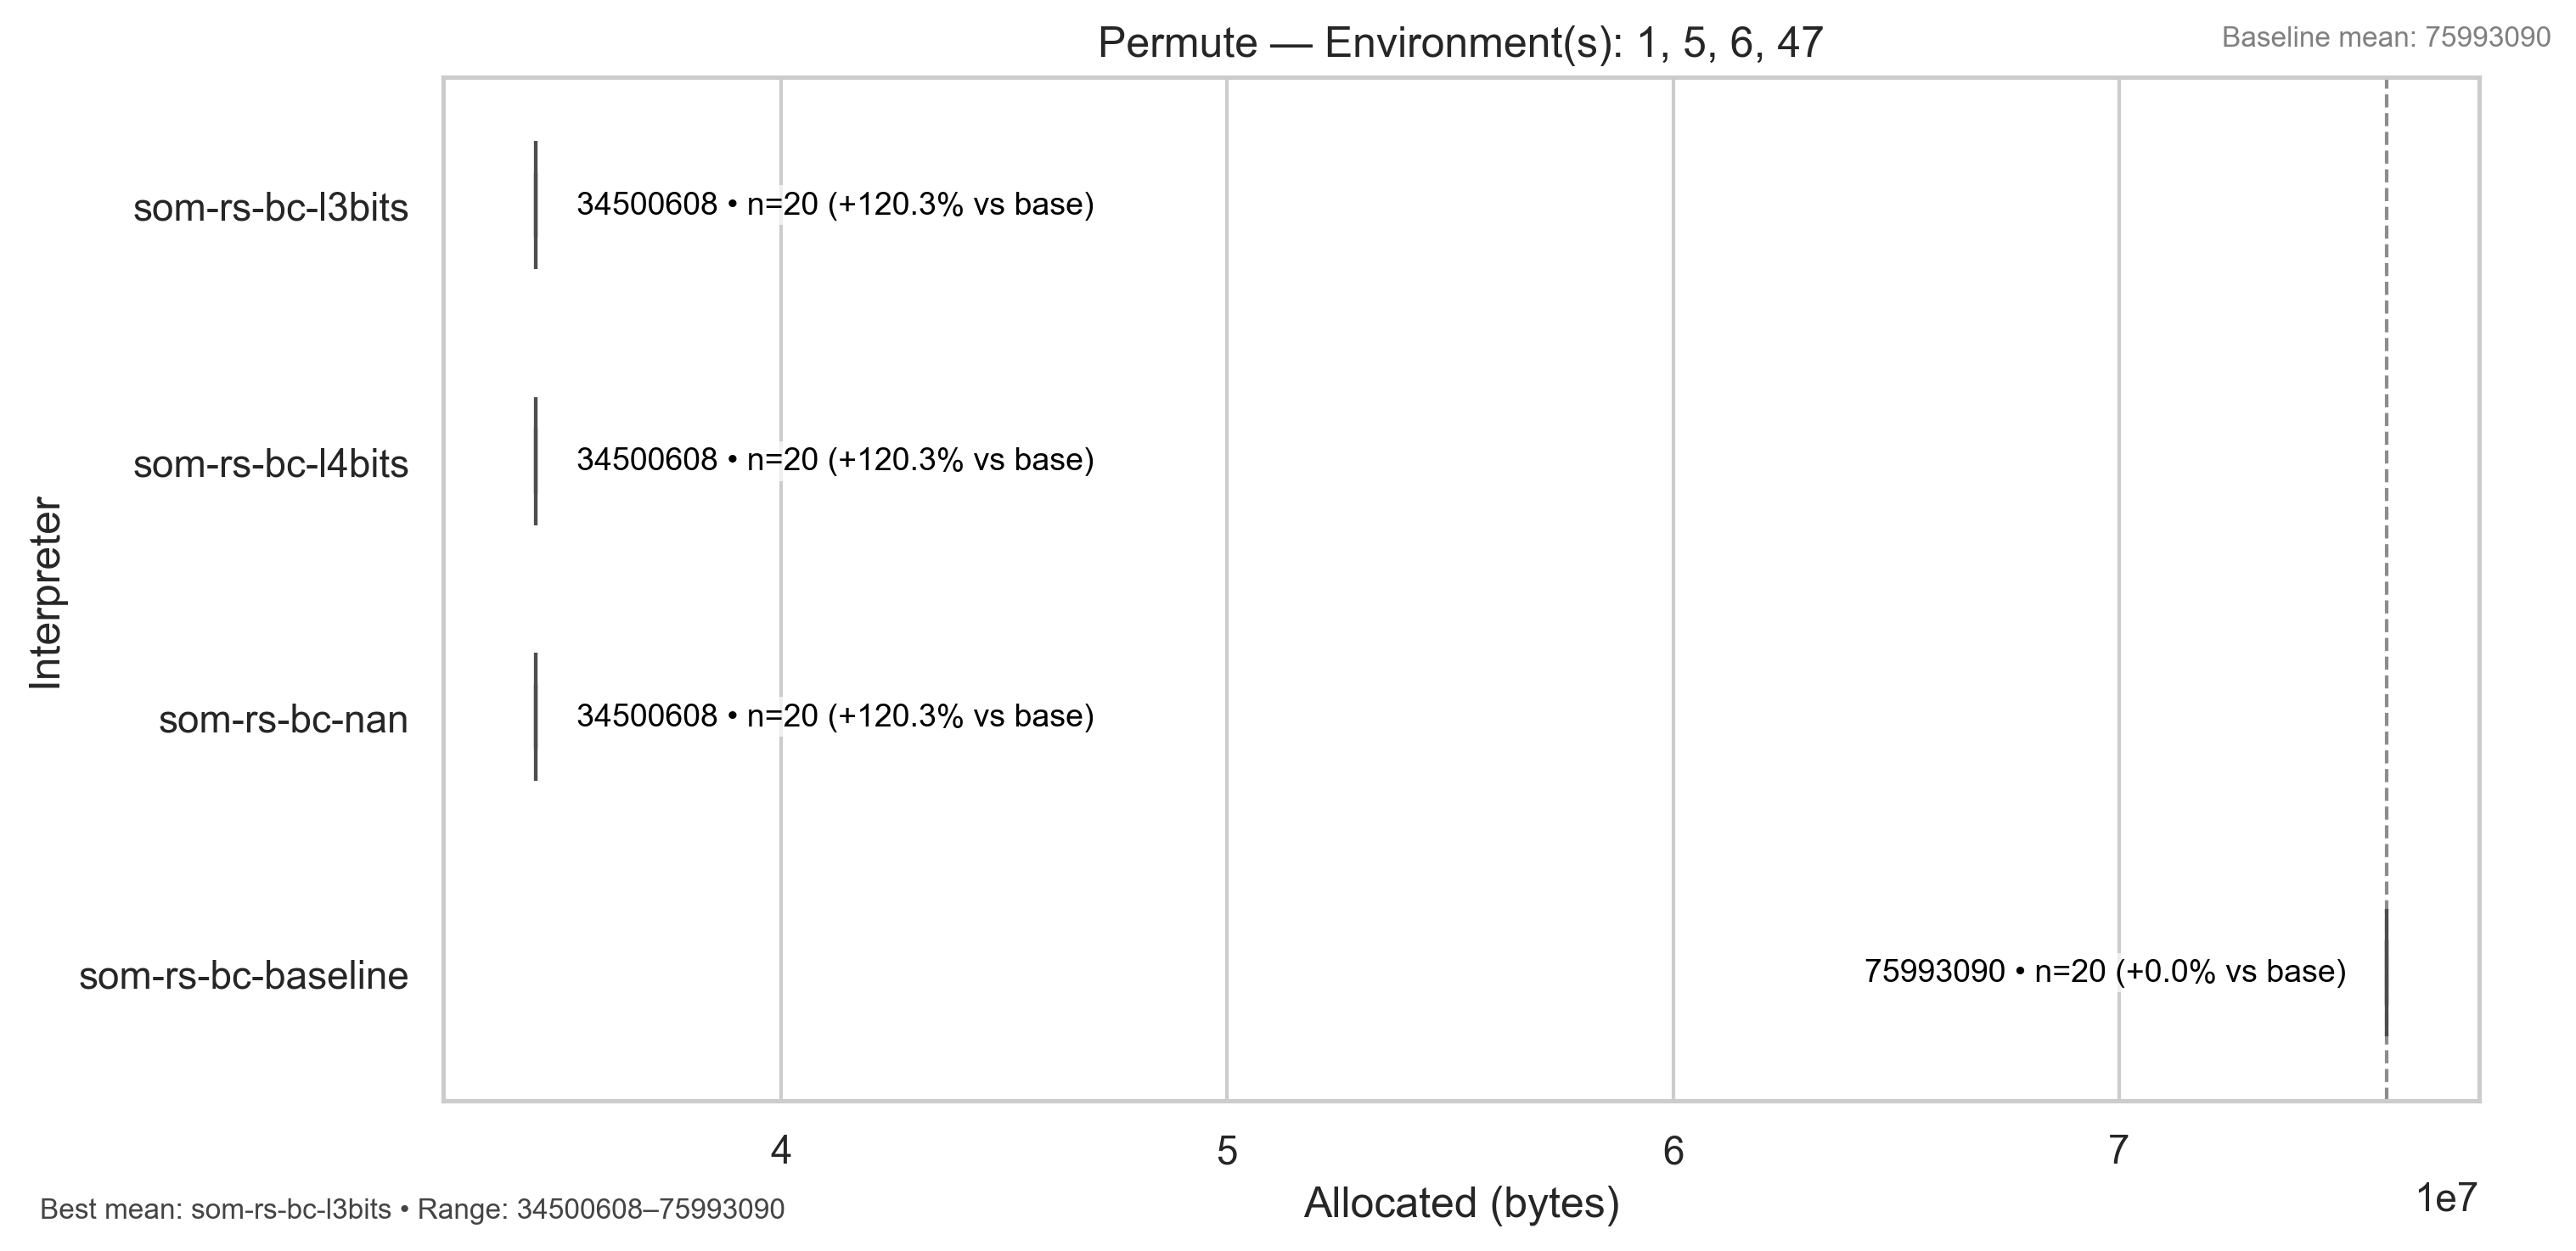 Permute — Environment(s): 1, 5, 6, 47
Baseline mean: 75993090
Interpreter
som-rs-bc-l3bits
34500608 • n=20 (+120.3% vs base)
som-rs-bc-l4bits
34500608 • n=20 (+120.3% vs base)
som-rs-bc-nan
34500608 • n=20 (+120.3% vs base)
som-rs-bc-baseline
75993090 • n=20 (+0.0% vs base)
4 5 6 7
1e7
Allocated (bytes)
Best mean: som-rs-bc-l3bits • Range: 34500608–75993090